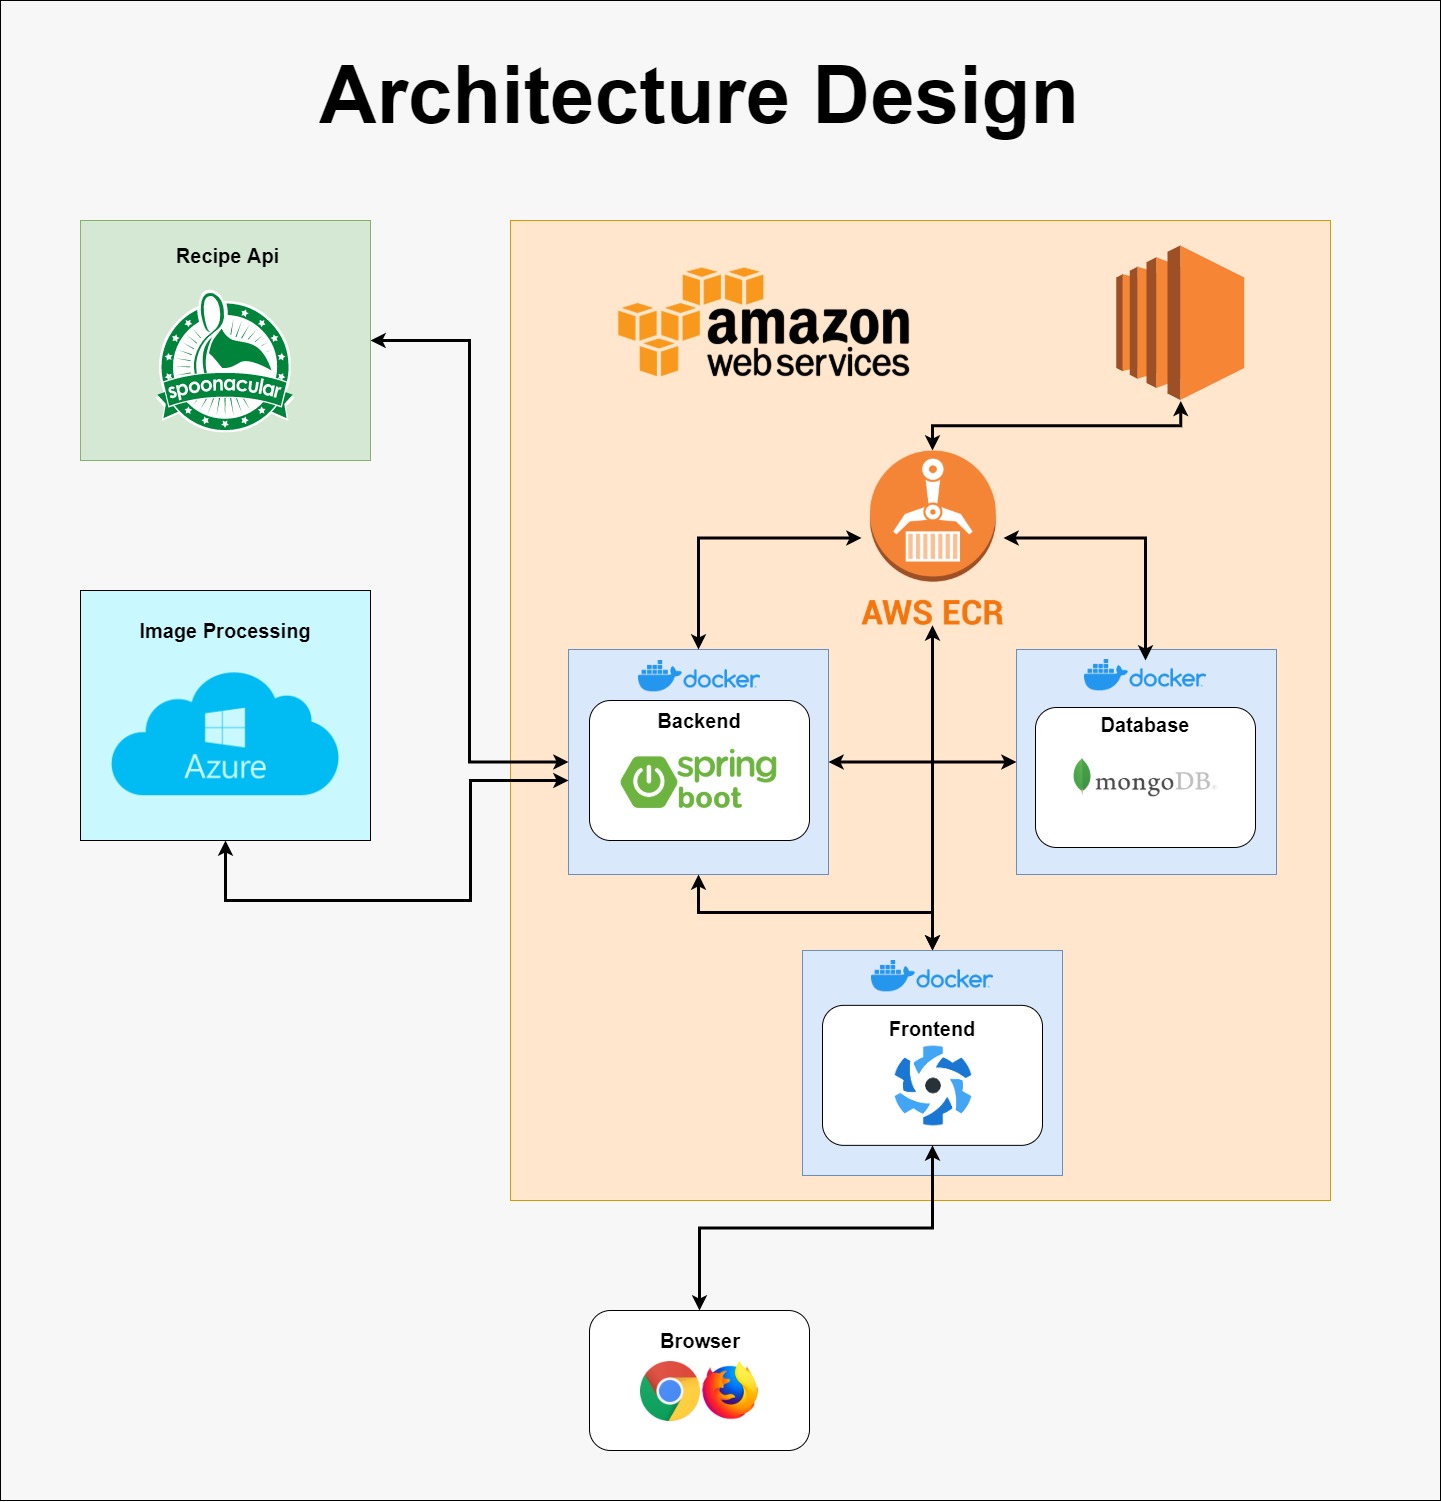 Architecture Design
Recipe Api
spoonacular
amazon
web services
AWS ECR
Image Processing
Azure
docker
Backend
spring
boot
docker
Database
mongoDB
docker
Frontend
Browser